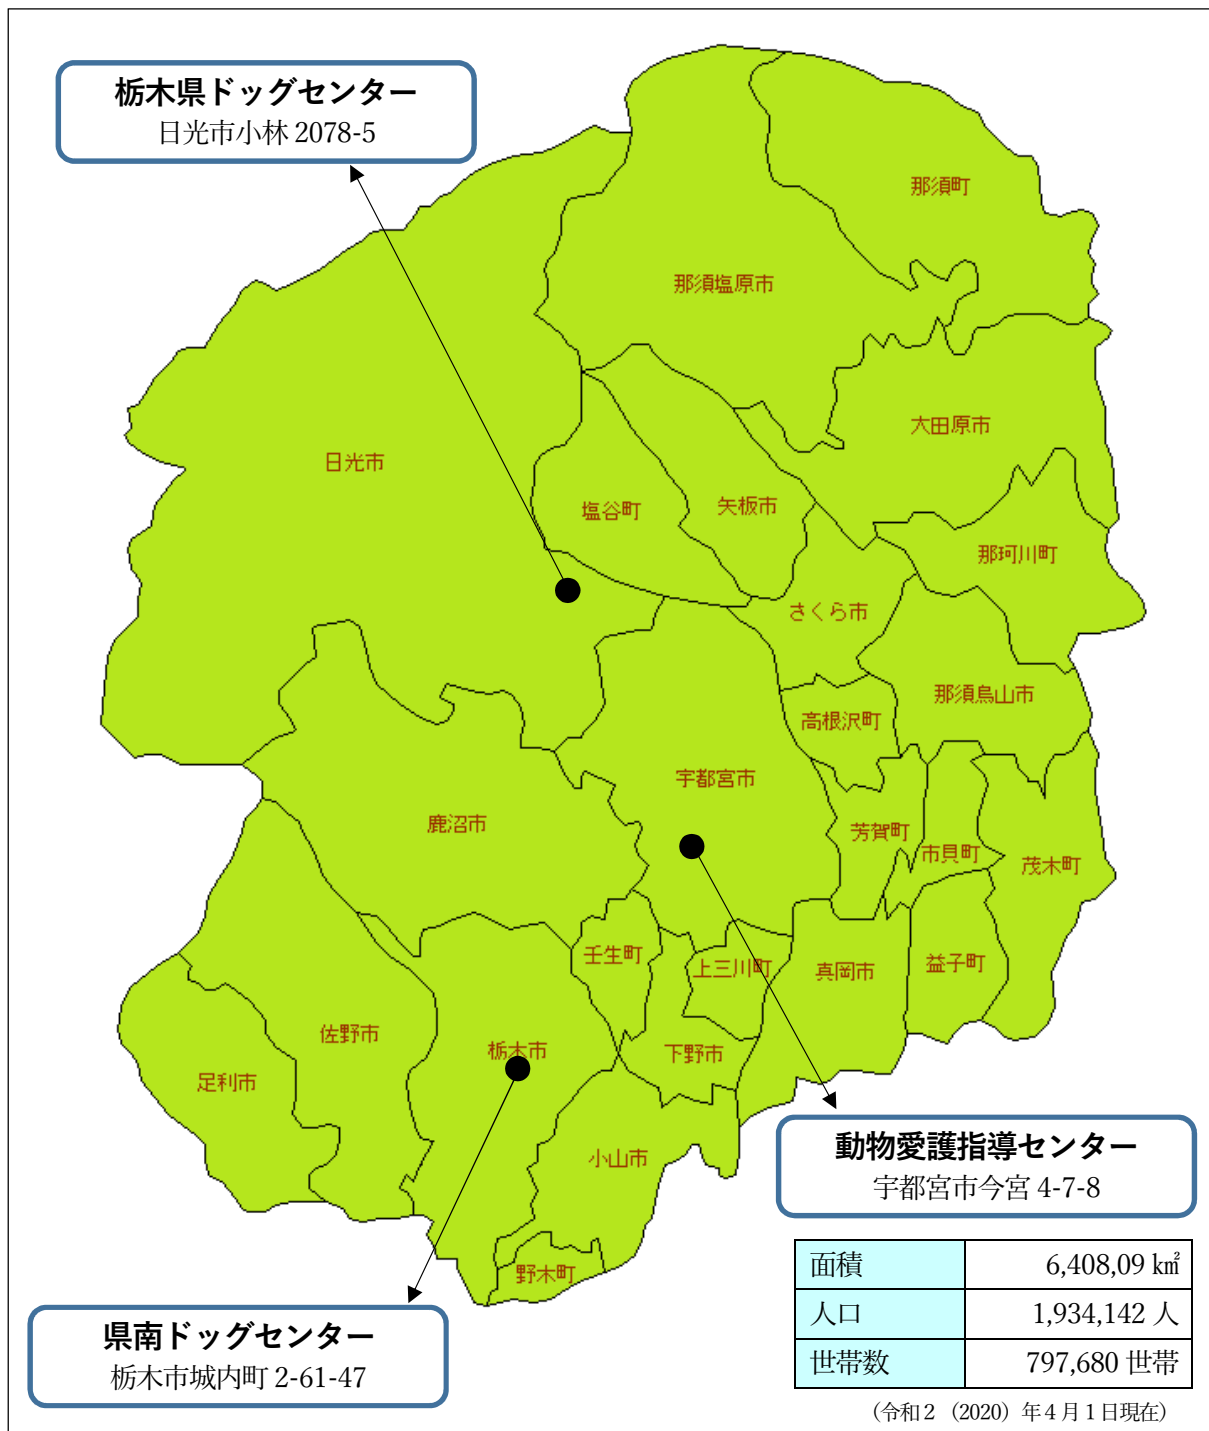 栃木県ドッグセンター
日光市小林 2078-5
那須町
那須塩原市
大田原市
日光市
塩谷町
矢板市
那珂川町
さくら市
那須烏山市
高根沢町
宇都宮市
鹿沼市
芳賀町
市貝町
茂木町
壬生町
上三川町
真岡市
益子町
佐野市
栃木市
下野市
足利市
小山市
野木町
動物愛護指導センター
宇都宮市今宮 4-7-8
県南ドッグセンター
栃木市城内町 2-61-47
面積 6,408,09 ㎢
人口 1,934,142 人
世帯数 797,680 世帯
（令和２（2020）年４月１日現在）